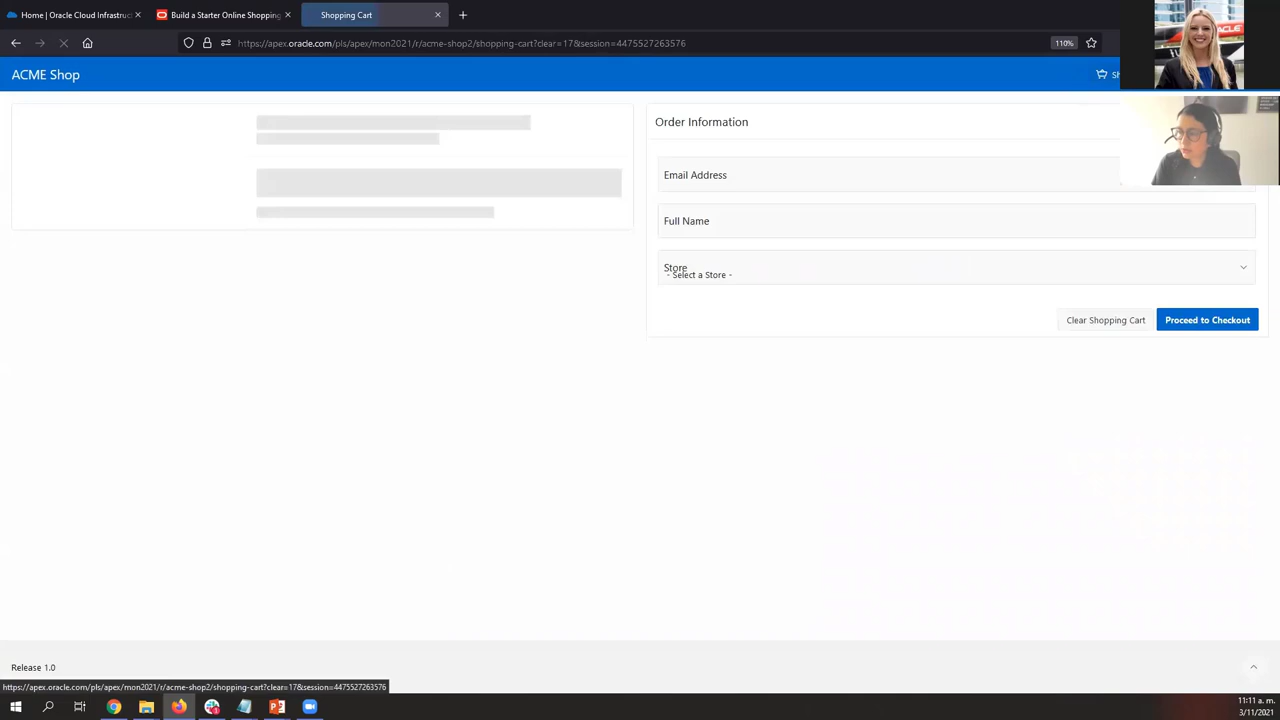 Home | Oracle Cloud Infrastruct
Build a Starter Online Shopping
Shopping Cart
https://apex.oracle.com/pls/apex/mon2021/r/acme-shop2/shopping-cart?clear=17&session=4475527263576
110%
ACME Shop
Sh
Order Information
Email Address
Full Name
Store
- Select a Store -
Clear Shopping Cart
Proceed to Checkout
Release 1.0
https://apex.oracle.com/pls/apex/mon2021/r/acme-shop2/shopping-cart?clear=17&session=4475527263576
11:11 a. m.
3/11/2021